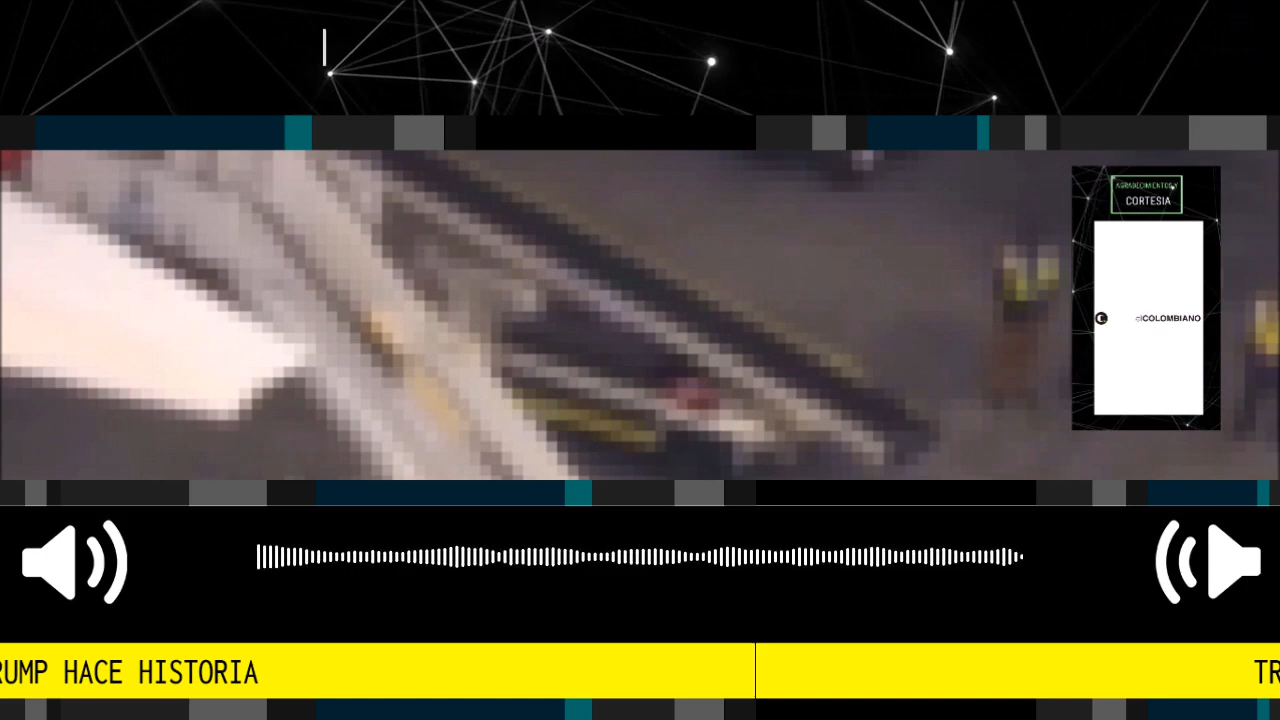 AGRADECIMIENTOS Y
CORTESIA
elCOLOMBIANO
RUMP HACE HISTORIA
TR